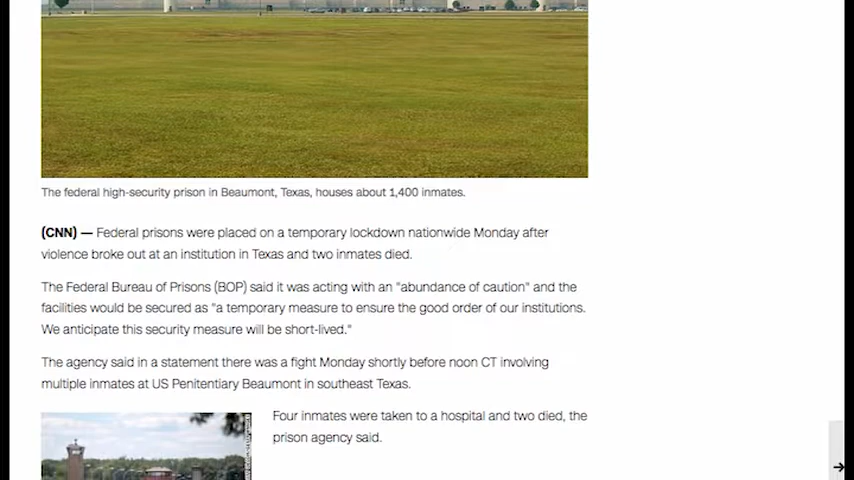 The federal high-security prison in Beaumont, Texas, houses about 1,400 inmates.
(CNN) — Federal prisons were placed on a temporary lockdown nationwide Monday after
violence broke out at an institution in Texas and two inmates died.
The Federal Bureau of Prisons (BOP) said it was acting with an "abundance of caution" and the
facilities would be secured as "a temporary measure to ensure the good order of our institutions.
We anticipate this security measure will be short-lived."
The agency said in a statement there was a fight Monday shortly before noon CT involving
multiple inmates at US Penitentiary Beaumont in southeast Texas.
Four inmates were taken to a hospital and two died, the
prison agency said.